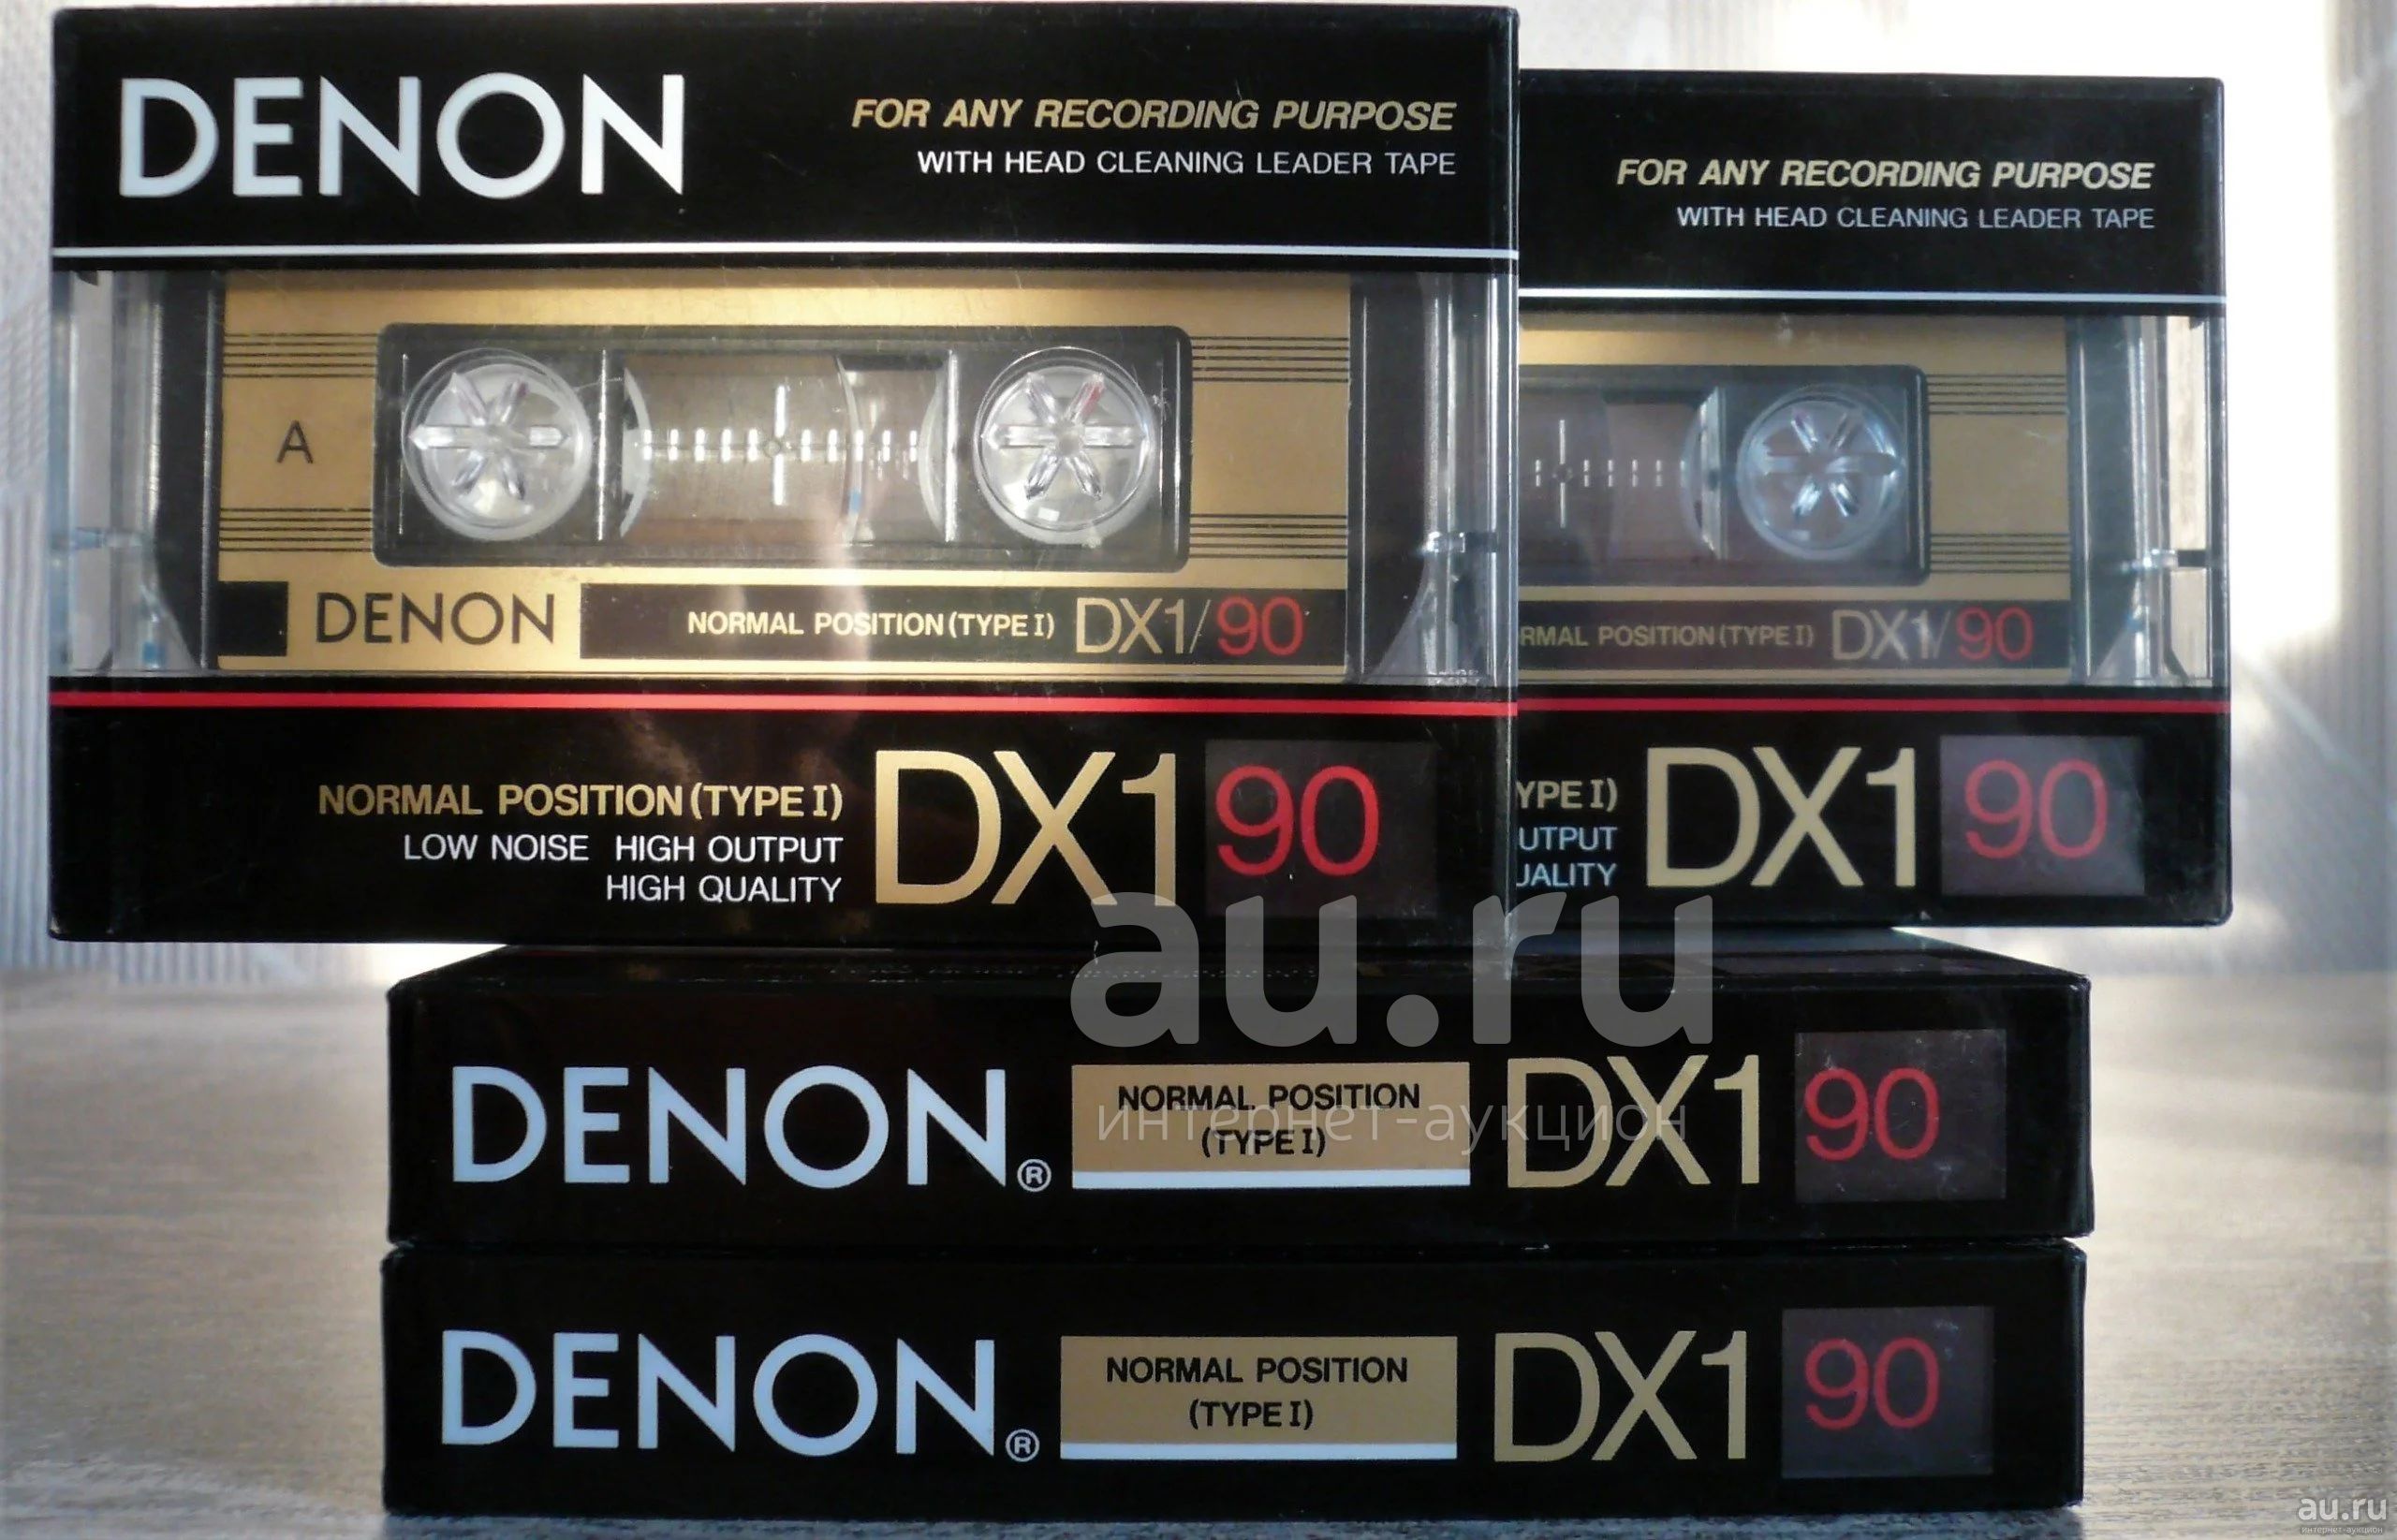 DENON
FOR ANY RECORDING PURPOSE
WITH HEAD CLEANING LEADER TAPE
A
DENON
NORMAL POSITION (TYPE I) DX1/90
NORMAL POSITION (TYPE I)
LOW NOISE HIGH OUTPUT
HIGH QUALITY
DX1 90
FOR ANY RECORDING PURPOSE
WITH HEAD CLEANING LEADER TAPE
RMAL POSITION (TYPE I) DX1/90
YPE I)
UTPUT
UALITY
DX1 90
au.ru
интернет-аукцион
DENON®
NORMAL POSITION
(TYPE I)
DX1 90
DENON®
NORMAL POSITION
(TYPE I)
DX1 90
au.ru
интернет-аукцион